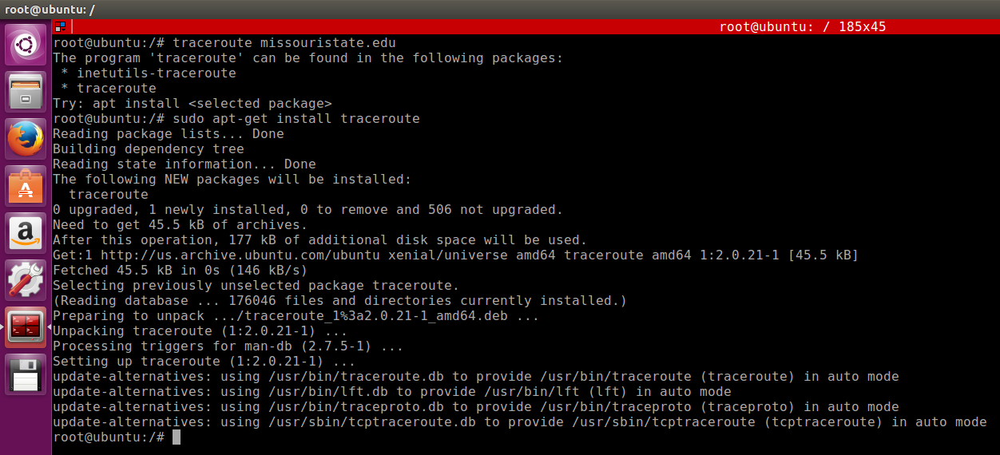 root@ubuntu: /
root@ubuntu: / 185x45
root@ubuntu:/# traceroute missouristate.edu
The program 'traceroute' can be found in the following packages:
 * inetutils-traceroute
 * traceroute
Try: apt install <selected package>
root@ubuntu:/# sudo apt-get install traceroute
Reading package lists... Done
Building dependency tree
Reading state information... Done
The following NEW packages will be installed:
  traceroute
0 upgraded, 1 newly installed, 0 to remove and 506 not upgraded.
Need to get 45.5 kB of archives.
After this operation, 177 kB of additional disk space will be used.
Get:1 http://us.archive.ubuntu.com/ubuntu xenial/universe amd64 traceroute amd64 1:2.0.21-1 [45.5 kB]
Fetched 45.5 kB in 0s (146 kB/s)
Selecting previously unselected package traceroute.
(Reading database ... 176046 files and directories currently installed.)
Preparing to unpack .../traceroute_1%3a2.0.21-1_amd64.deb ...
Unpacking traceroute (1:2.0.21-1) ...
Processing triggers for man-db (2.7.5-1) ...
Setting up traceroute (1:2.0.21-1) ...
update-alternatives: using /usr/bin/traceroute.db to provide /usr/bin/traceroute (traceroute) in auto mode
update-alternatives: using /usr/bin/lft.db to provide /usr/bin/lft (lft) in auto mode
update-alternatives: using /usr/bin/traceproto.db to provide /usr/bin/traceproto (traceproto) in auto mode
update-alternatives: using /usr/sbin/tcptraceroute.db to provide /usr/sbin/tcptraceroute (tcptraceroute) in auto mode
root@ubuntu:/#